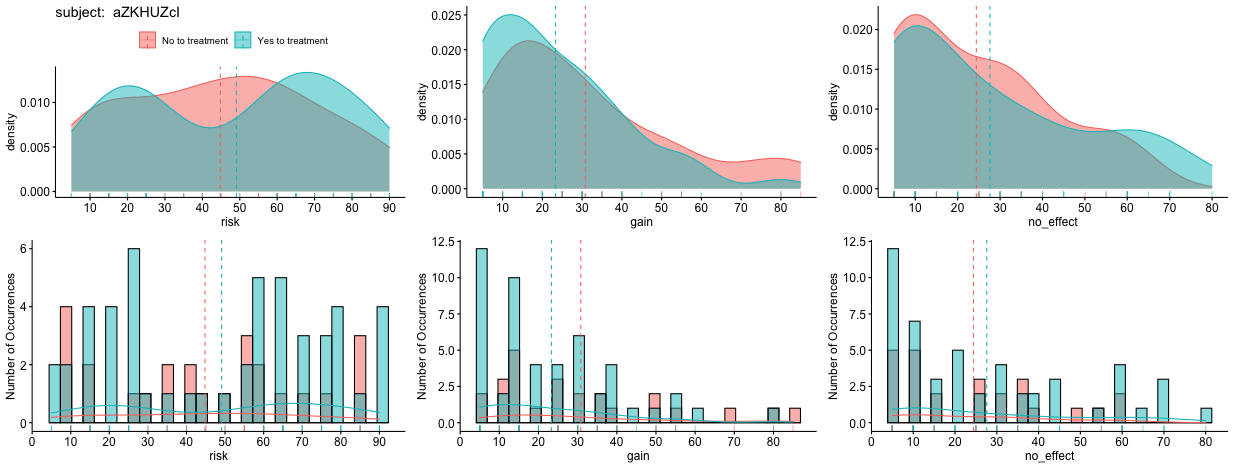 subject: aZKHUZcI
No to treatment Yes to treatment
density
0.010
0.005
0.000
10 20 30 40 50 60 70 80 90
risk
density
0.025
0.020
0.015
0.010
0.005
0.000
10 20 30 40 50 60 70 80
gain
density
0.020
0.015
0.010
0.005
0.000
10 20 30 40 50 60 70 80
no_effect
Number of Occurrences
6
4
2
0
0 10 20 30 40 50 60 70 80 90
risk
Number of Occurrences
12.5
10.0
7.5
5.0
2.5
0.0
0 10 20 30 40 50 60 70 80
gain
Number of Occurrences
12.5
10.0
7.5
5.0
2.5
0.0
0 10 20 30 40 50 60 70 80
no_effect